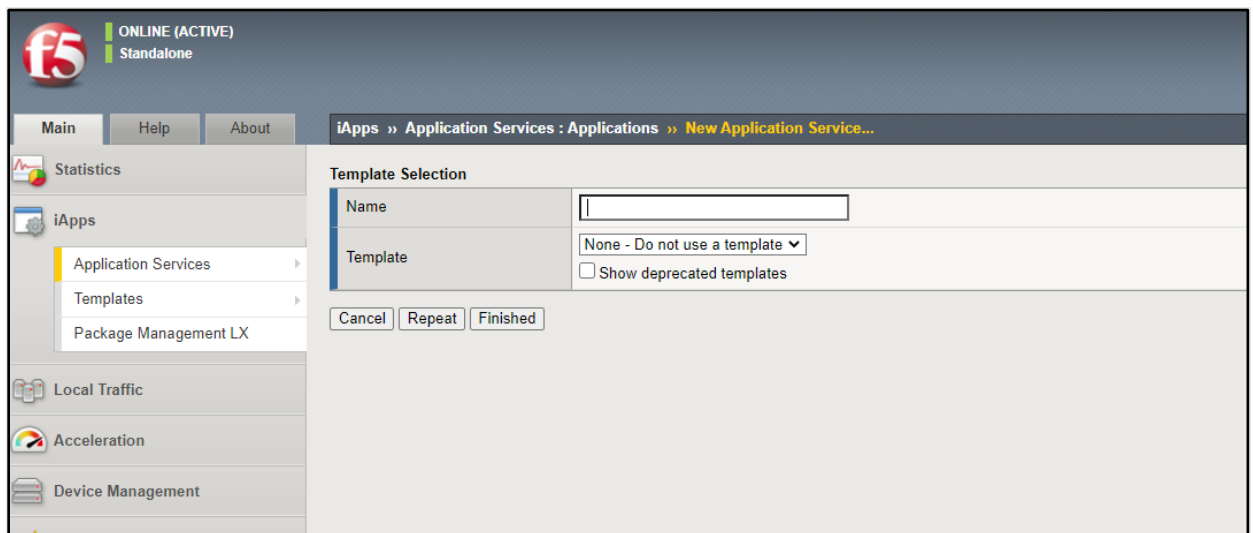 f5
ONLINE (ACTIVE)
Standalone
Main Help About
iApps ›› Application Services : Applications ›› New Application Service...
Statistics
iApps
Application Services
Templates
Package Management LX
Local Traffic
Acceleration
Device Management
Template Selection
Name
Template
None - Do not use a template
Show deprecated templates
Cancel Repeat Finished